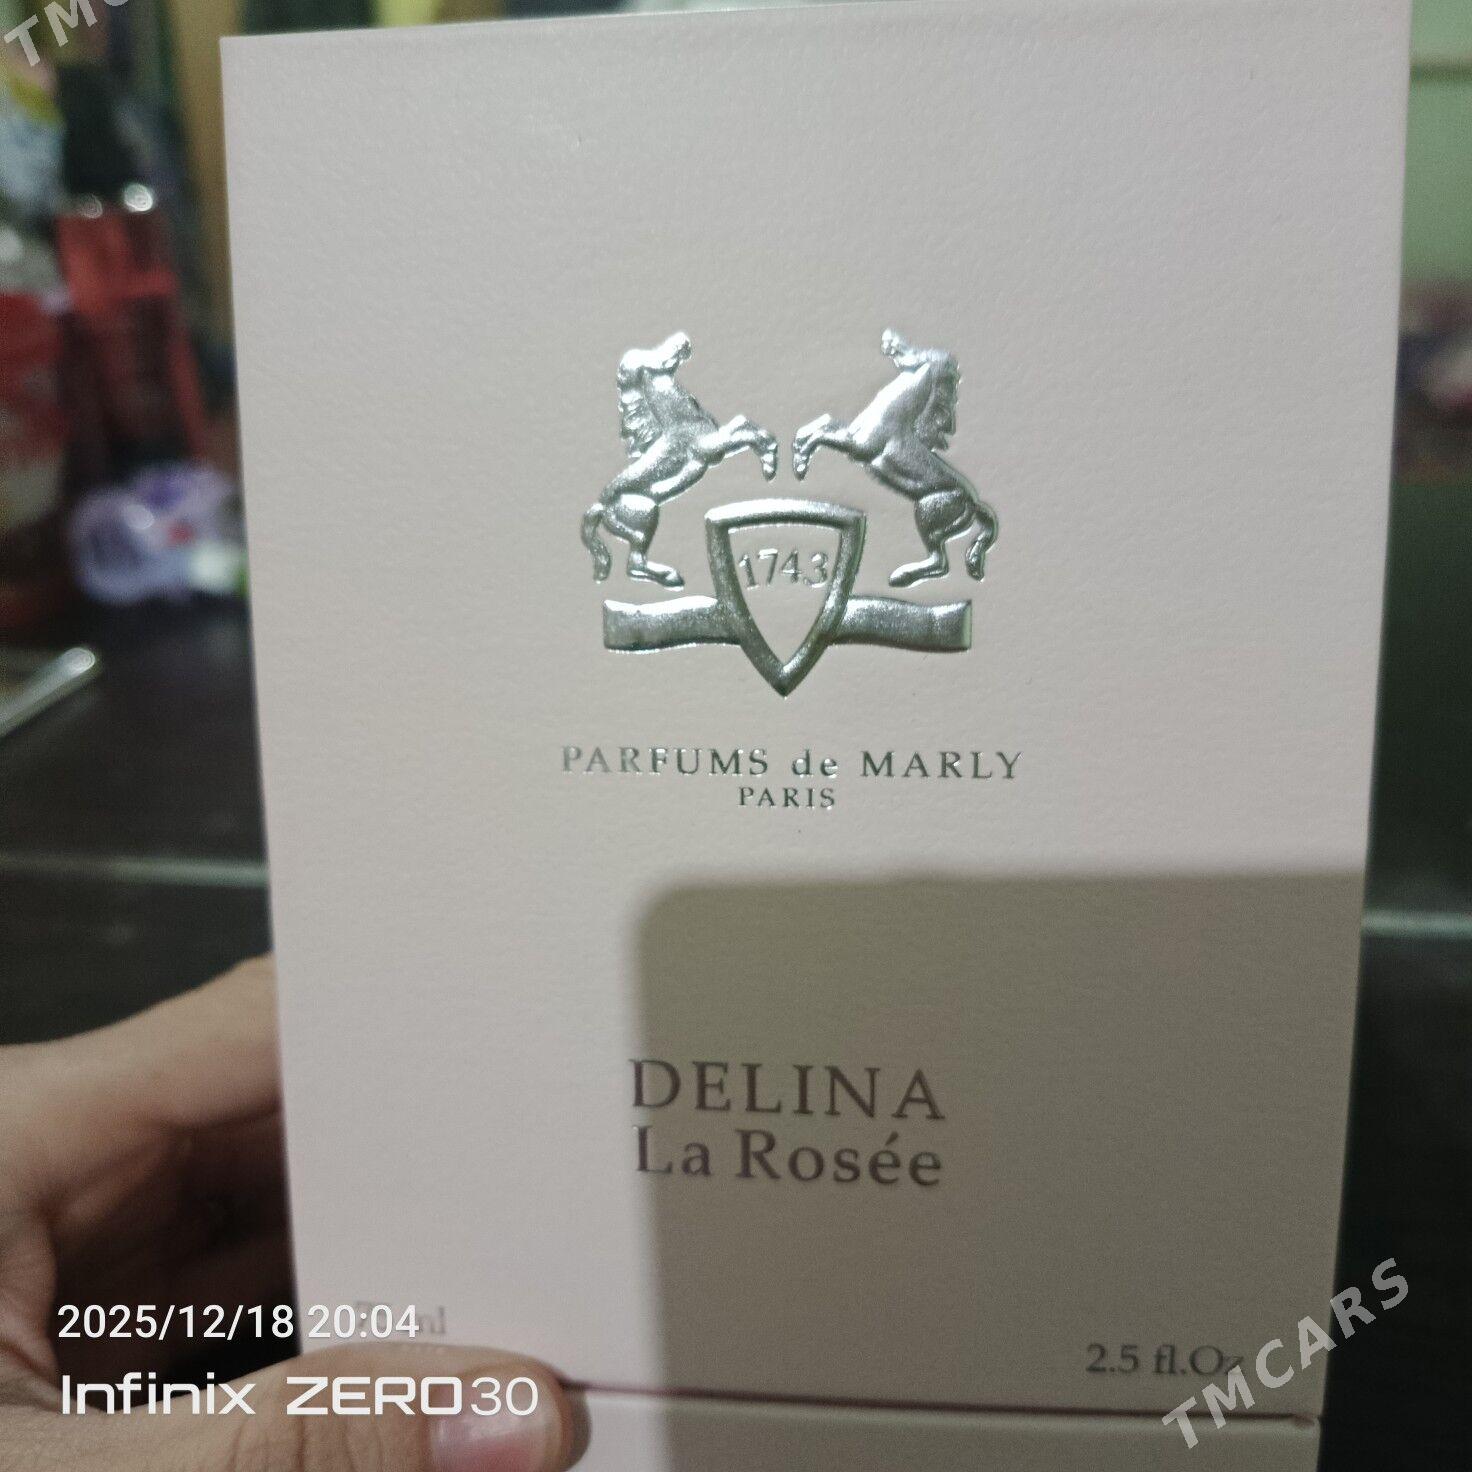 1743
PARFUMS de MARLY
PARIS
DELINA
La Rosée
ml
2.5 fl.Oz
2025/12/18 20:04
Infinix ZERO30
TMCARS